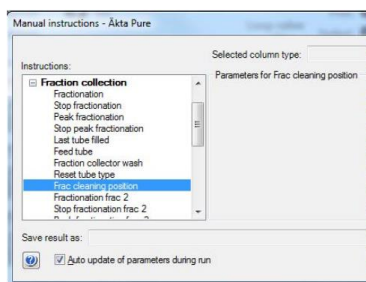 Manual instructions - Äkta Pure
Selected column type:
Instructions:
Parameters for Frac cleaning position
Fraction collection
Fractionation
Stop fractionation
Peak fractionation
Stop peak fractionation
Last tube filled
Feed tube
Fraction collector wash
Reset tube type
Frac cleaning position
Fractionation frac 2
Stop fractionation frac 2
Save result as:
Auto update of parameters during run